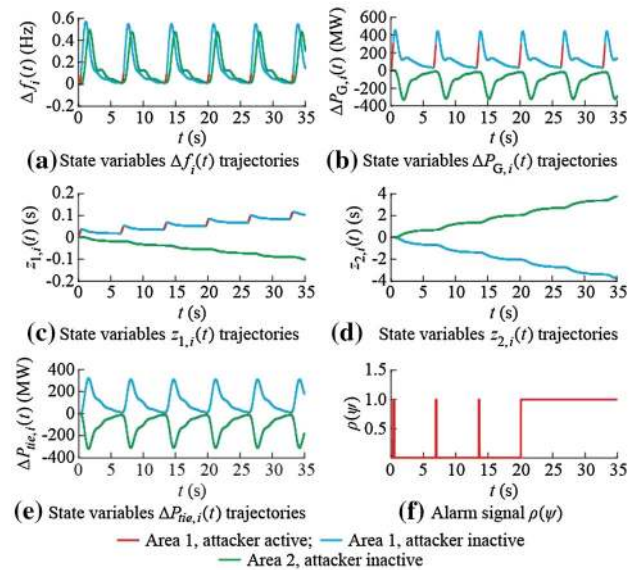 Δf_i(t) (Hz)
0.6
0.4
0.2
0
-0.2
0 5 10 15 20 25 30 35
t (s)
(a) State variables Δf_i(t) trajectories
ΔP_G,i(t) (MW)
600
400
200
0
-200
-400
0 5 10 15 20 25 30 35
t (s)
(b) State variables ΔP_G,i(t) trajectories
z_1,i(t) (s)
0.2
0.1
0
-0.1
-0.2
0 5 10 15 20 25 30 35
t (s)
(c) State variables z_1,i(t) trajectories
z_2,i(t) (s)
4
2
0
-2
-4
0 5 10 15 20 25 30 35
t (s)
(d) State variables z_2,i(t) trajectories
ΔP_tie,i(t) (MW)
400
200
0
-200
-400
0 5 10 15 20 25 30 35
t (s)
(e) State variables ΔP_tie,i(t) trajectories
ρ(ψ)
1.5
1.0
0.5
0 5 10 15 20 25 30 35
t (s)
(f) Alarm signal ρ(ψ)
Area 1, attacker active; Area 1, attacker inactive
Area 2, attacker inactive